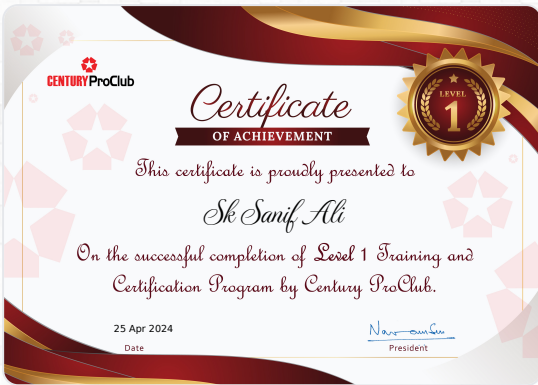 CENTURY ProClub
Certificate
OF ACHIEVEMENT
LEVEL
1
This certificate is proudly presented to
Sk Sanif Ali
On the successful completion of Level 1 Training and
Certification Program by Century ProClub.
25 Apr 2024
Date
President